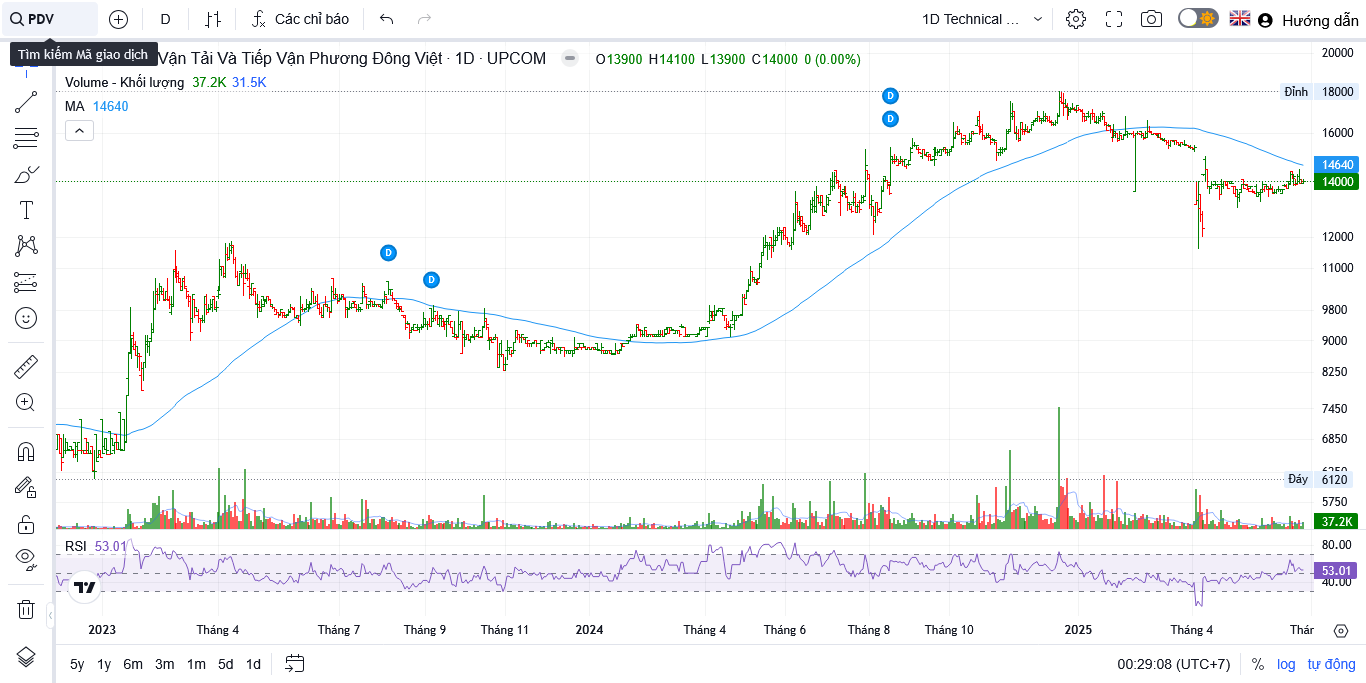 PDV
D
Các chỉ báo
1D Technical ...
Hướng dẫn
Tìm kiếm Mã giao dịch
Vận Tải Và Tiếp Vận Phương Đông Việt · 1D · UPCOM
O13900 H14100 L13900 C14000 0 (0.00%)
Volume - Khối lượng 37.2K 31.5K
MA 14640
20000
Đỉnh 18000
16000
14640
14000
12000
11000
9800
9000
8250
7450
6850
6250
Đáy 6120
5750
37.2K
D
D
D
D
RSI 53.01
80.00
53.01
40.00
2023 Tháng 4 Tháng 7 Tháng 9 Tháng 11 2024 Tháng 4 Tháng 6 Tháng 8 Tháng 10 2025 Tháng 4 Thár
5y 1y 6m 3m 1m 5d 1d
00:29:08 (UTC+7) % log tự động